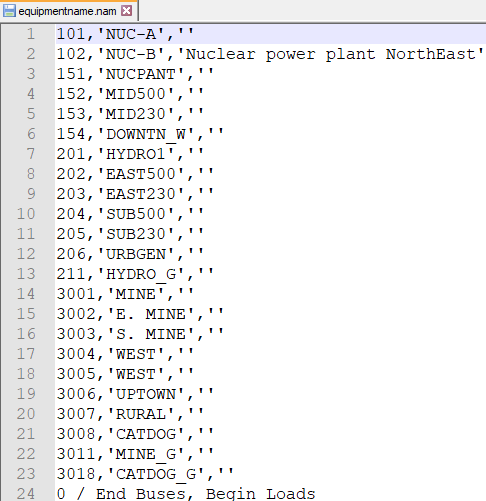 equipmentname.nam
1 101,'NUC-A',''
2 102,'NUC-B','Nuclear power plant NorthEast'
3 151,'NUCPANT',''
4 152,'MID500',''
5 153,'MID230',''
6 154,'DOWNTN_W',''
7 201,'HYDRO1',''
8 202,'EAST500',''
9 203,'EAST230',''
10 204,'SUB500',''
11 205,'SUB230',''
12 206,'URBGEN',''
13 211,'HYDRO_G',''
14 3001,'MINE',''
15 3002,'E. MINE',''
16 3003,'S. MINE',''
17 3004,'WEST',''
18 3005,'WEST',''
19 3006,'UPTOWN',''
20 3007,'RURAL',''
21 3008,'CATDOG',''
22 3011,'MINE_G',''
23 3018,'CATDOG_G',''
24 0 / End Buses, Begin Loads